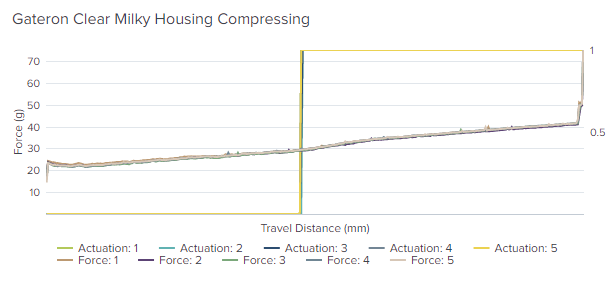 Gateron Clear Milky Housing Compressing
70
60
50
40
30
20
10
Force (g)
1
0.5
Travel Distance (mm)
Actuation: 1 Actuation: 2 Actuation: 3 Actuation: 4 Actuation: 5
Force: 1 Force: 2 Force: 3 Force: 4 Force: 5